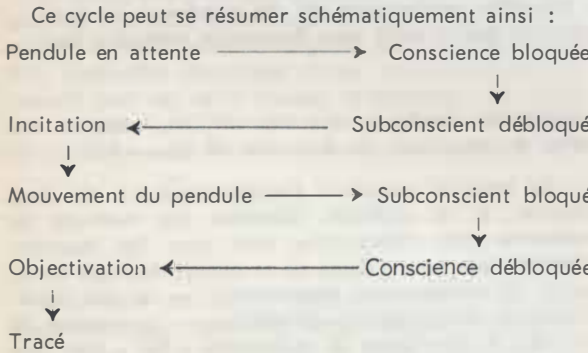 Ce cycle peut se résumer schématiquement ainsi :
Pendule en attente Conscience bloquée
Incitation Subconscient débloqué
Mouvement du pendule Subconscient bloqué
Objectivation Conscience débloquée
Tracé